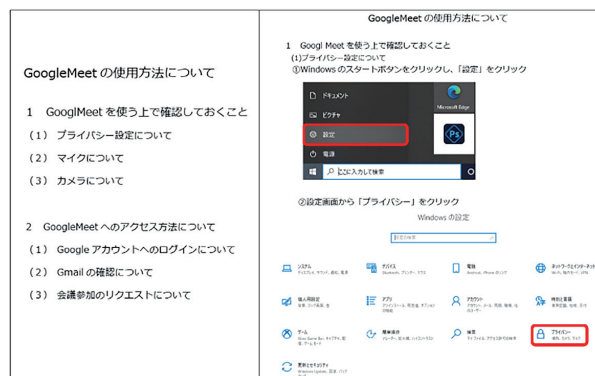 GoogleMeet の使用方法について
1 GooglMeet を使う上で確認しておくこと
(1) プライバシー設定について
(2) マイクについて
(3) カメラについて
2 GoogleMeet へのアクセス方法について
(1) Google アカウントへのログインについて
(2) Gmail の確認について
(3) 会議参加のリクエストについて
GoogleMeet の使用方法について
1 Googl Meet を使う上で確認しておくこと
(1)プライバシー設定について
①Windows のスタートボタンをクリックし、「設定」をクリック
ドキュメント
Microsoft Edge
ピクチャ
設定
Ps
電源
ここに入力して検索
②設定画面から「プライバシー」をクリック
Windows の設定
設定の検索
システム
デバイス
電話
ネットワークとインターネット
個人用設定
アプリ
アカウント
時刻と言語
ゲーム
簡単操作
検索
プライバシー
更新とセキュリティ